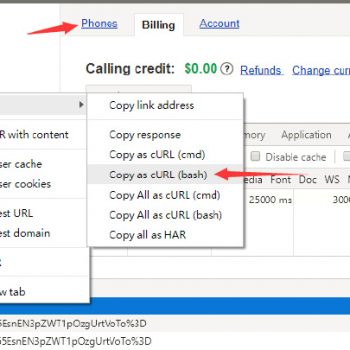 Phones Billing Account
Calling credit: $0.00 ? Refunds Change curr
Copy link address
R with content Copy response
emory Application
Copy as cURL (cmd)
ser cache Disable cache
ser cookies Copy as cURL (bash)
edia Font Doc WS
Copy All as cURL (cmd)
est URL 25000 ms 3000
est domain Copy All as cURL (bash)
Copy all as HAR
w tab
5EsnEN3pZWT1pOzgUrtVoTo%3D
5EsnEN3pZWT1pOzgUrtVoTo%3D